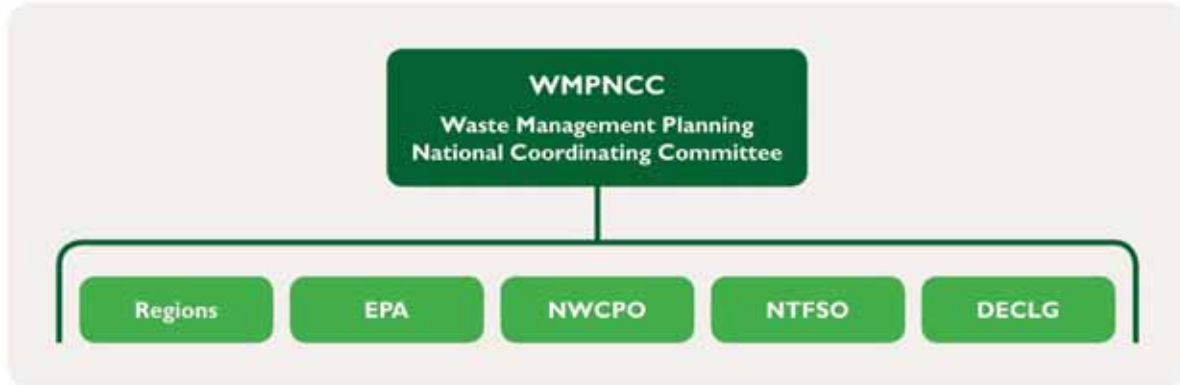 WMPNCC
Waste Management Planning
National Coordinating Committee
Regions
EPA
NWCPO
NTFSO
DECLG